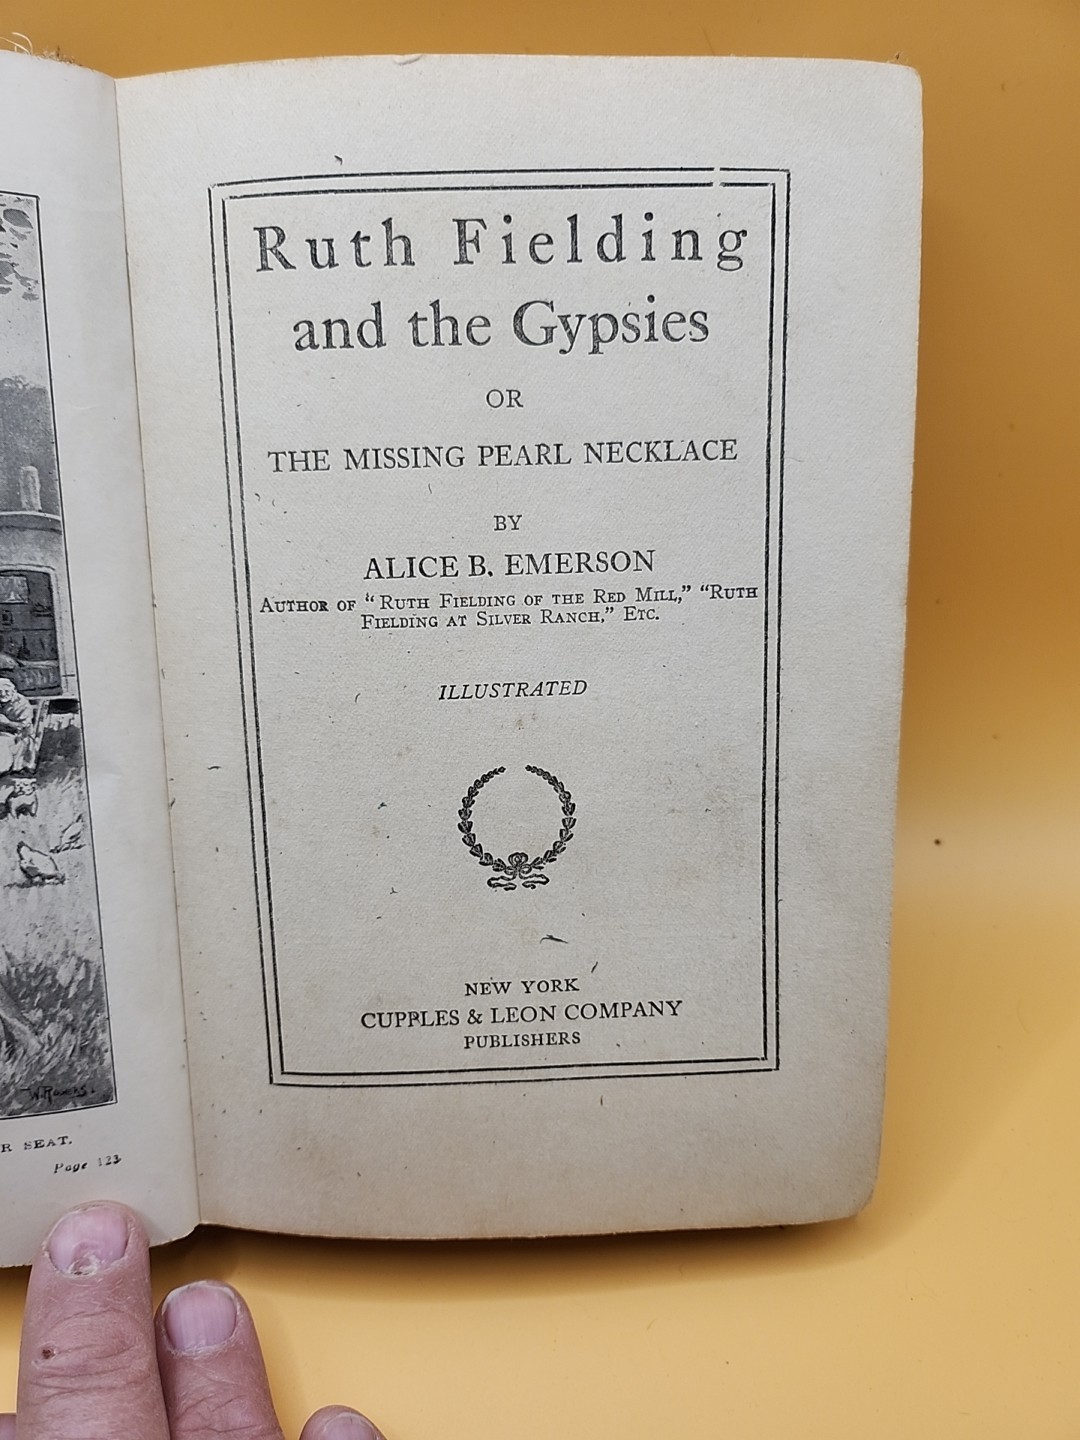 Ruth Fielding
and the Gypsies
OR
THE MISSING PEARL NECKLACE
BY
ALICE B. EMERSON
AUTHOR OF "RUTH FIELDING OF THE RED MILL," "RUTH
FIELDING AT SILVER RANCH," ETC.
ILLUSTRATED
NEW YORK
CUPPLES & LEON COMPANY
PUBLISHERS
R SEAT.
Page 123